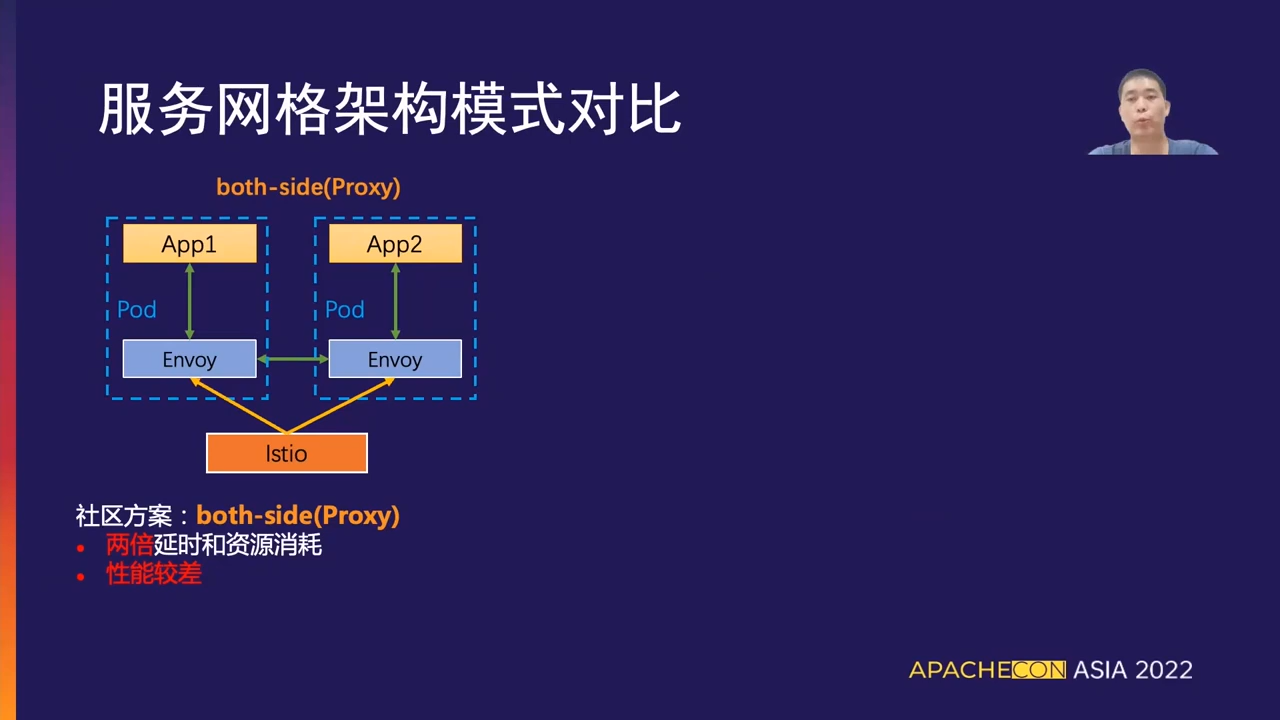 服务网格架构模式对比
both-side(Proxy)
App1
App2
Pod
Pod
Envoy
Envoy
Istio
社区方案：both-side(Proxy)
• 两倍延时和资源消耗
• 性能较差
APACHECON ASIA 2022